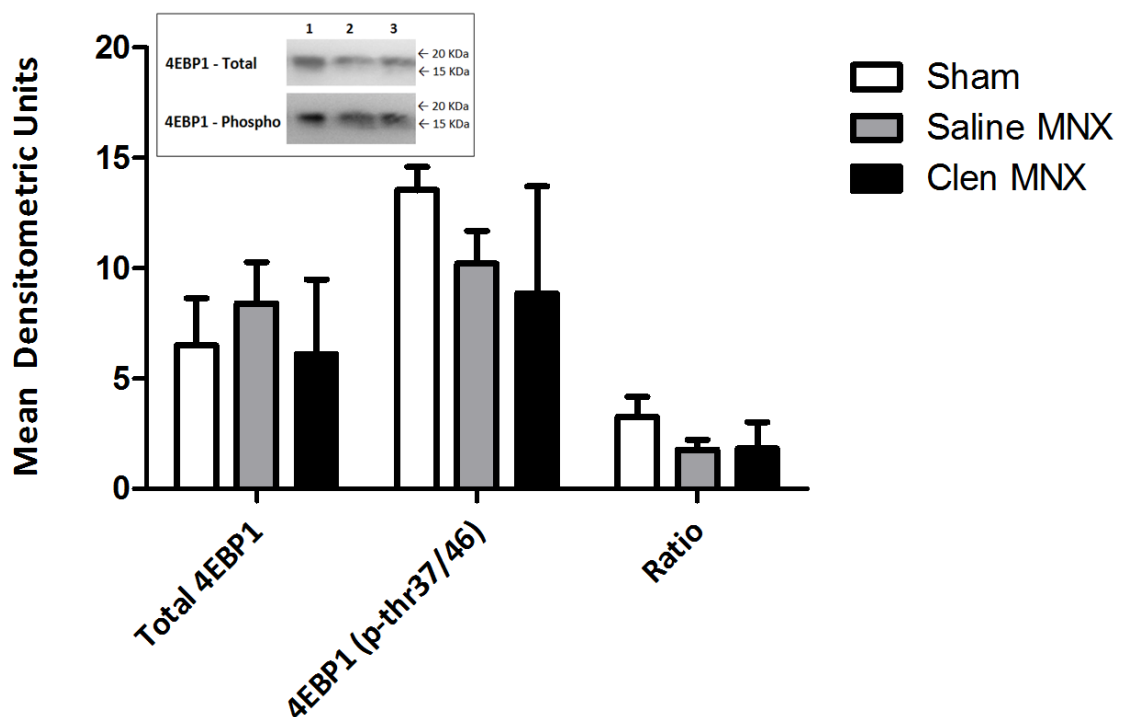 Mean Densitometric Units
20
15
10
5
0
1 2 3
4EBP1 - Total
← 20 KDa
← 15 KDa
4EBP1 - Phospho
← 20 KDa
← 15 KDa
Sham
Saline MNX
Clen MNX
Total 4EBP1
4EBP1 (p-thr37/46)
Ratio